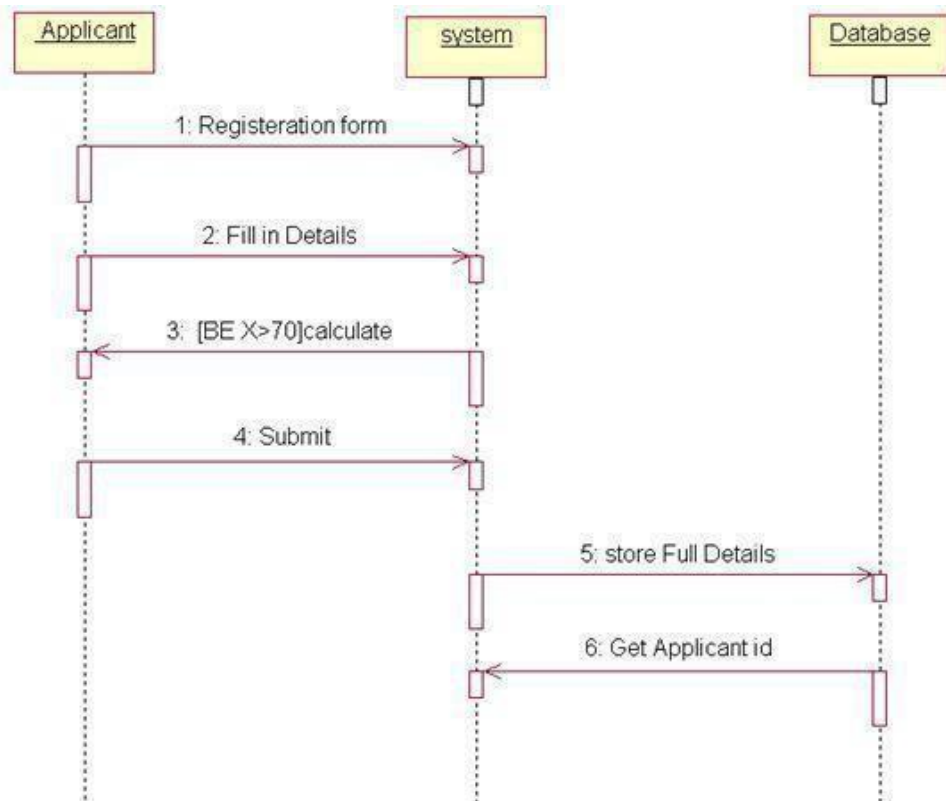 Applicant
system
Database
1: Registeration form
2: Fill in Details
3: [BE X>70]calculate
4: Submit
5: store Full Details
6: Get Applicant id